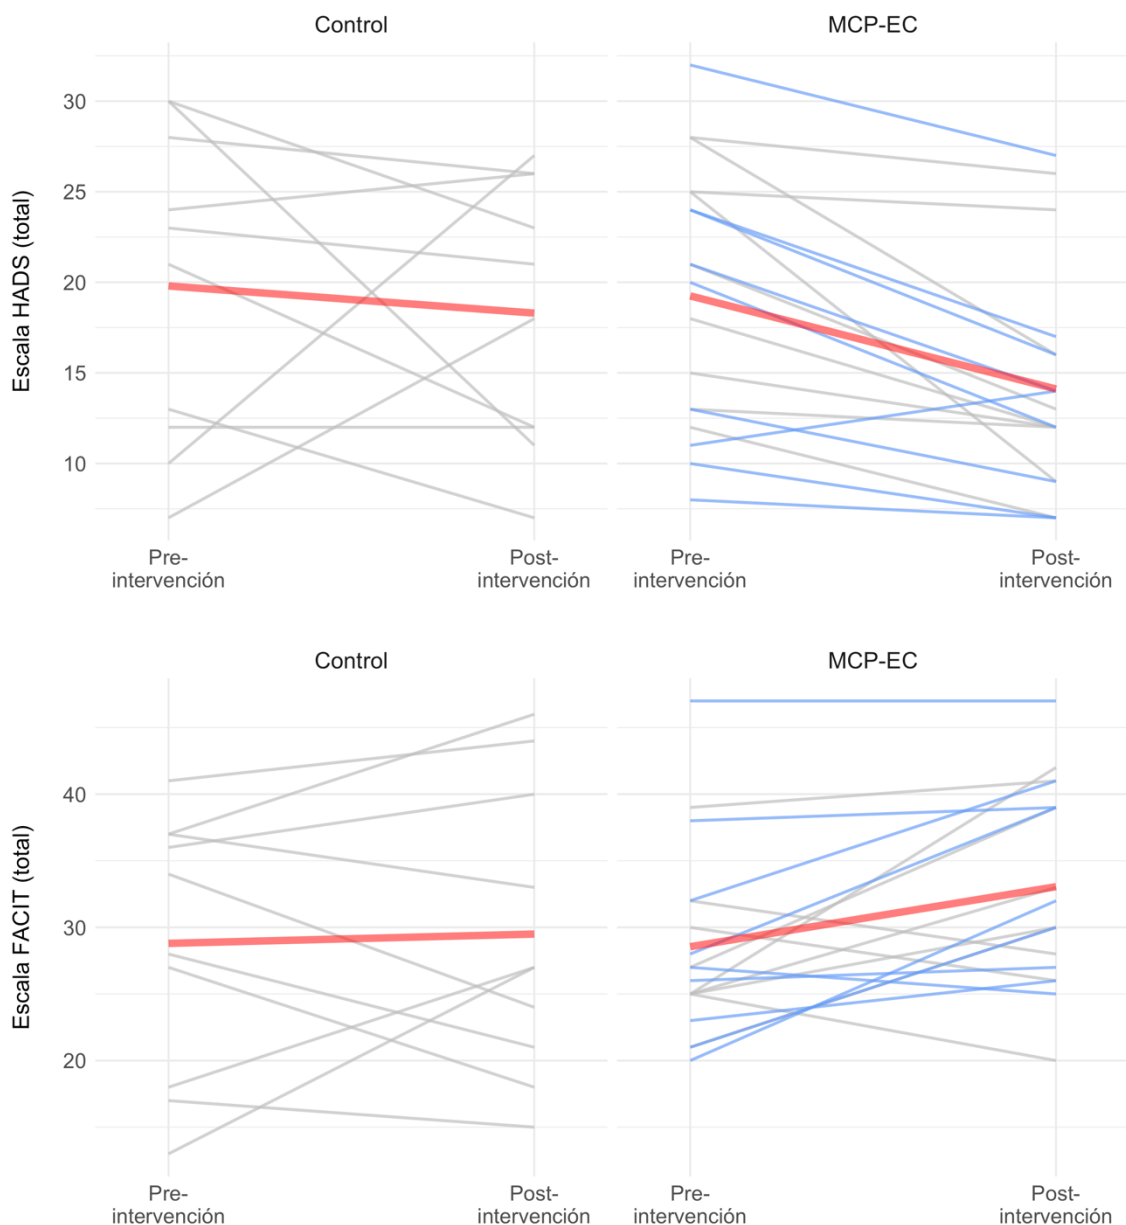 Control
MCP-EC
Escala HADS (total)
30
25
20
15
10
Pre-
intervención
Post-
intervención
Pre-
intervención
Post-
intervención
Control
MCP-EC
Escala FACIT (total)
40
30
20
Pre-
intervención
Post-
intervención
Pre-
intervención
Post-
intervención